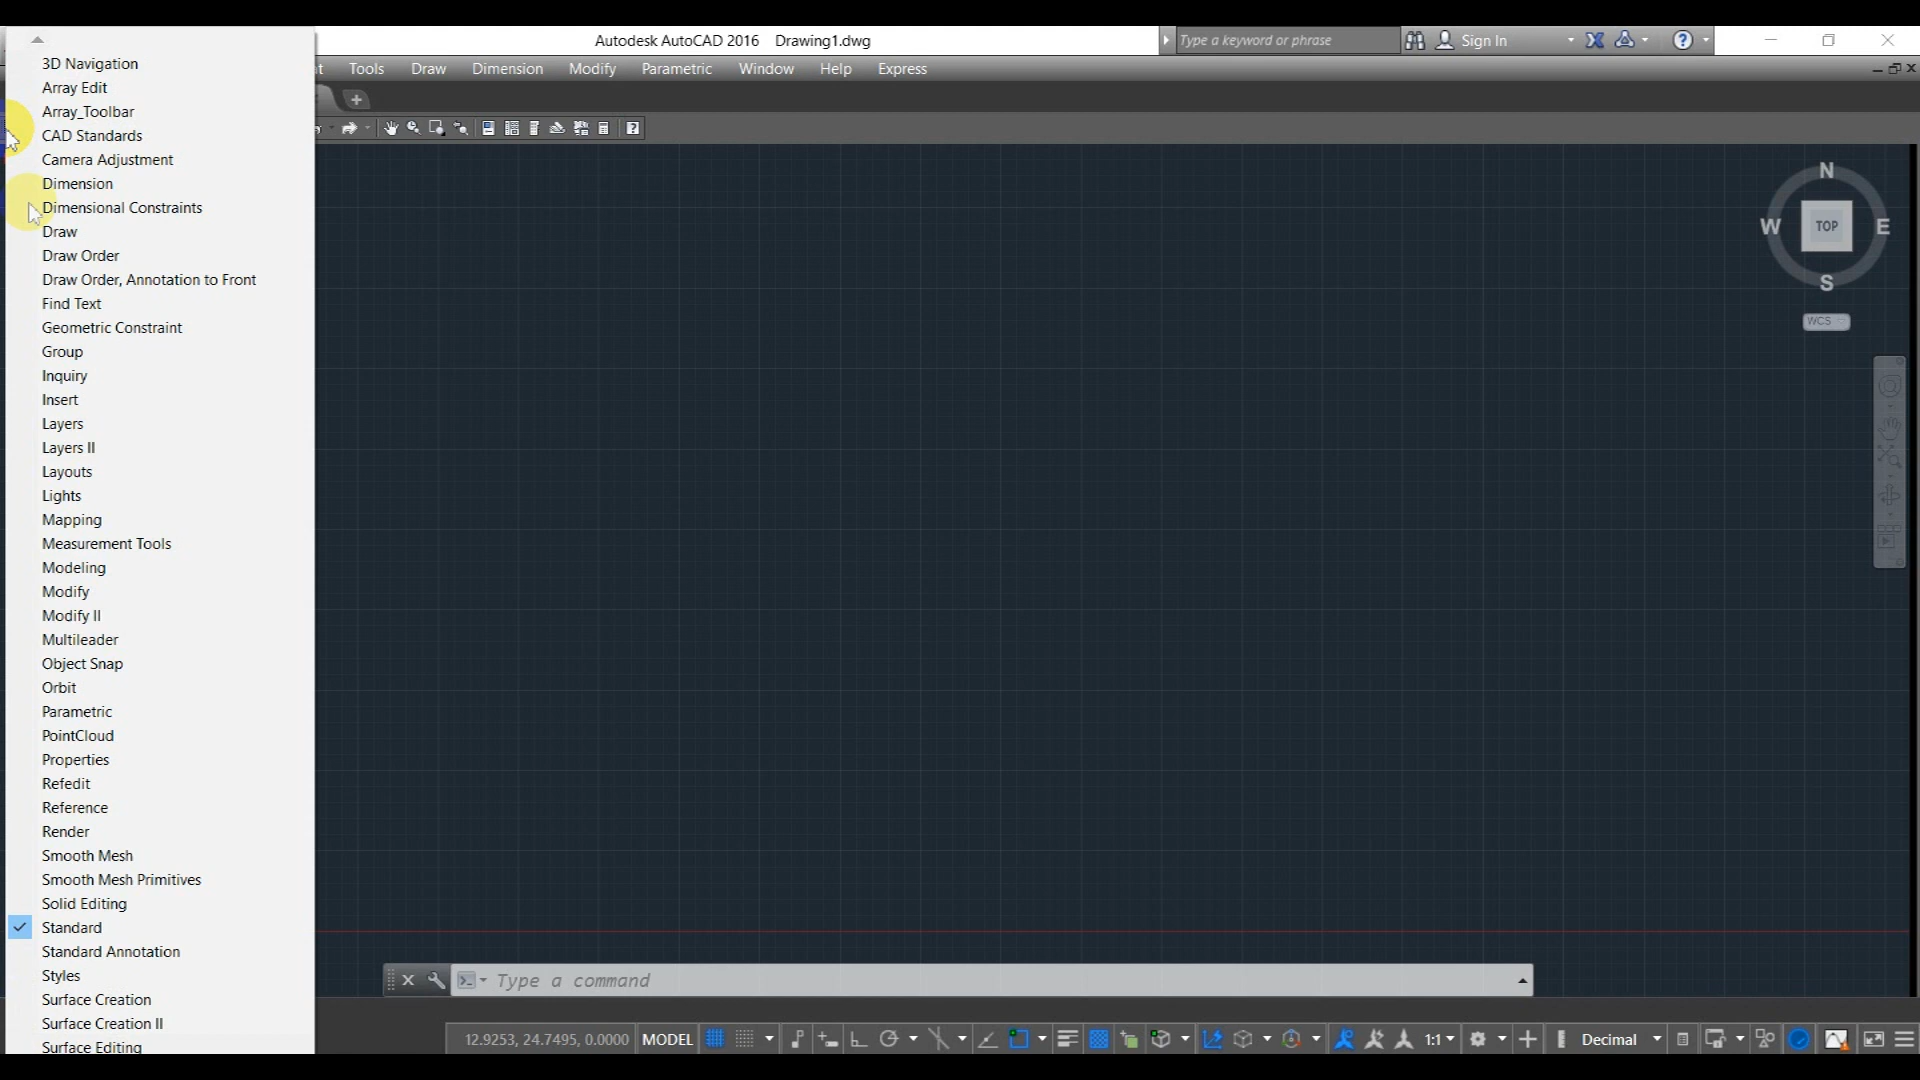 Autodesk AutoCAD 2016 Drawing1.dwg
Type a keyword or phrase
Sign In
Tools Draw Dimension Modify Parametric Window Help Express
3D Navigation
Array Edit
Array_Toolbar
CAD Standards
Camera Adjustment
Dimension
Dimensional Constraints
Draw
Draw Order
Draw Order, Annotation to Front
Find Text
Geometric Constraint
Group
Inquiry
Insert
Layers
Layers II
Layouts
Lights
Mapping
Measurement Tools
Modeling
Modify
Modify II
Multileader
Object Snap
Orbit
Parametric
PointCloud
Properties
Refedit
Reference
Render
Smooth Mesh
Smooth Mesh Primitives
Solid Editing
Standard
Standard Annotation
Styles
Surface Creation
Surface Creation II
Surface Editing
N
W TOP E
S
WCS
Type a command
12.9253, 24.7495, 0.0000 MODEL 1:1 Decimal